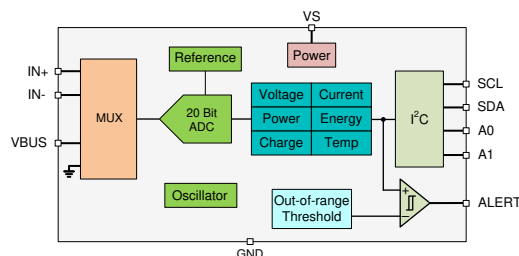 VS
Reference
Power
IN+
IN-
MUX
20 Bit
ADC
Voltage
Current
Power
Energy
Charge
Temp
I²C
SCL
SDA
A0
A1
VBUS
Oscillator
Out-of-range
Threshold
+
−
ALERT
GND